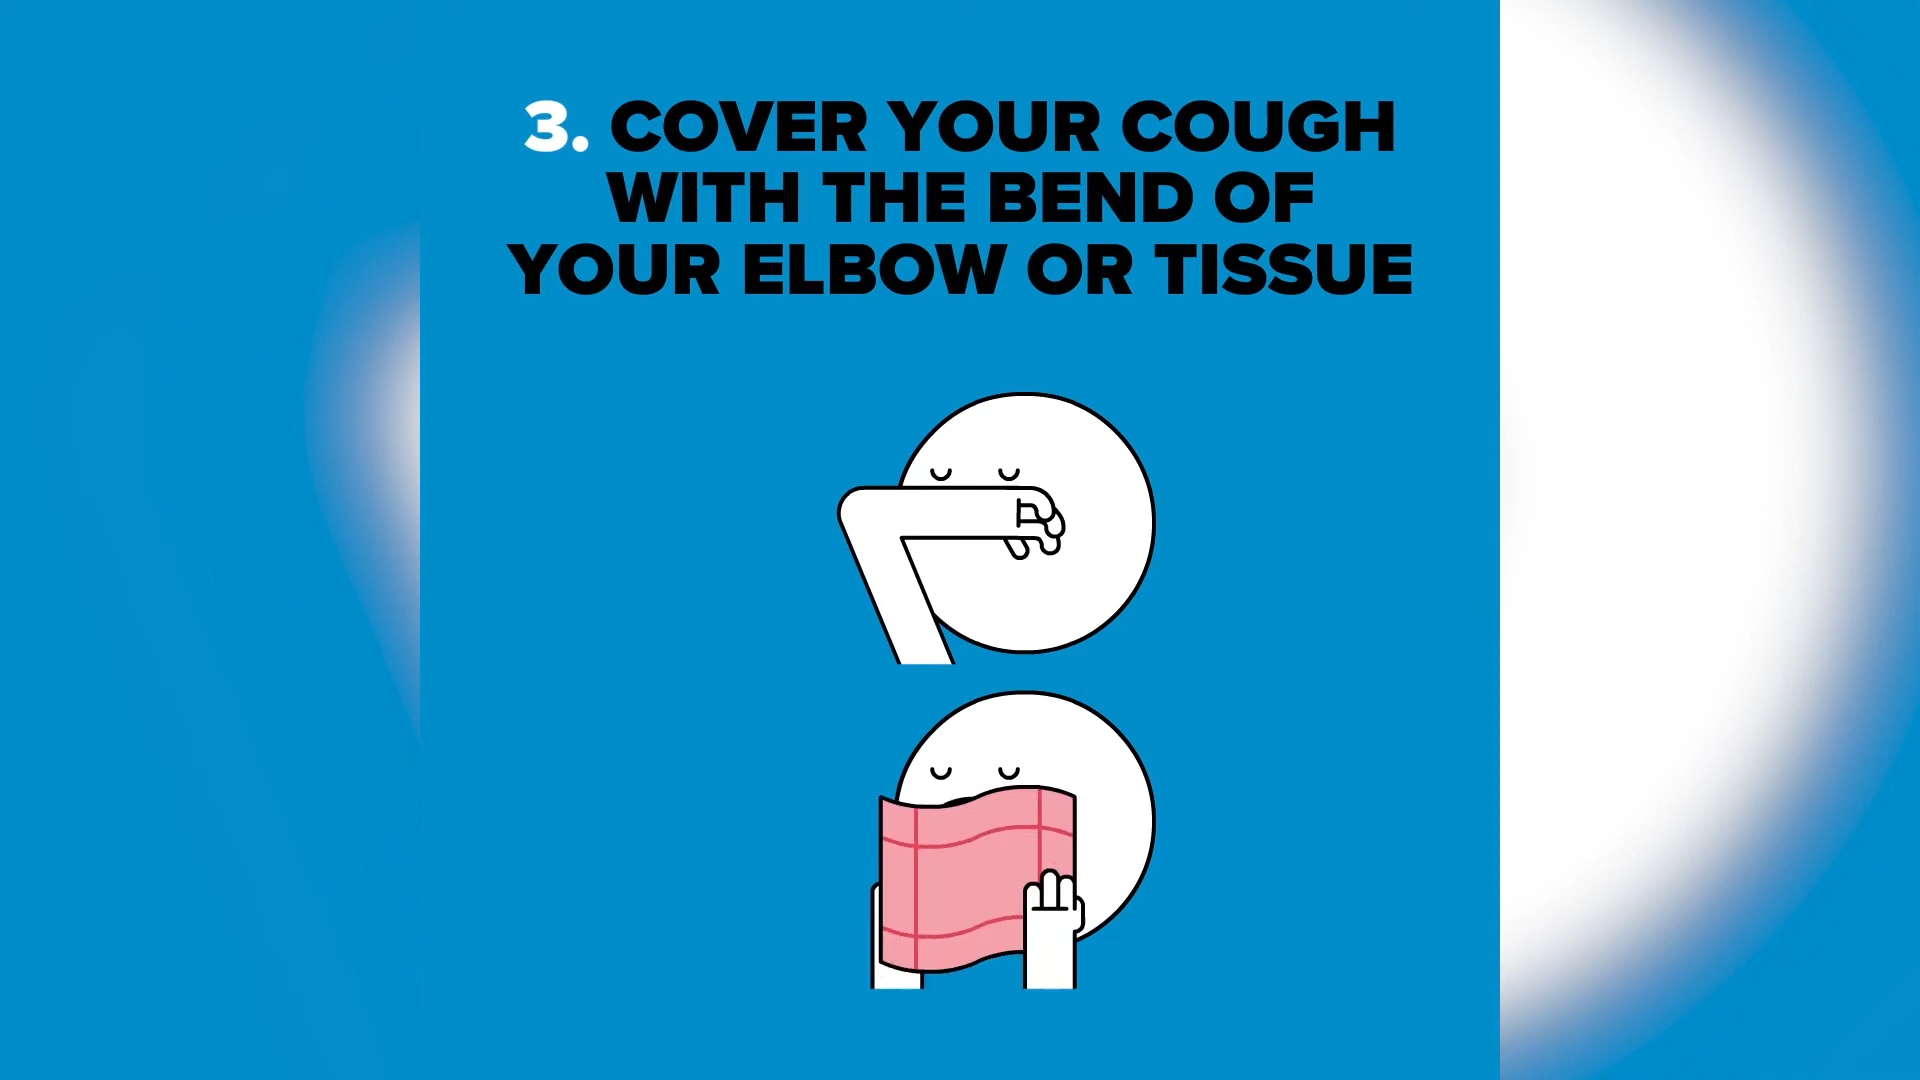 3. COVER YOUR COUGH
WITH THE BEND OF
YOUR ELBOW OR TISSUE